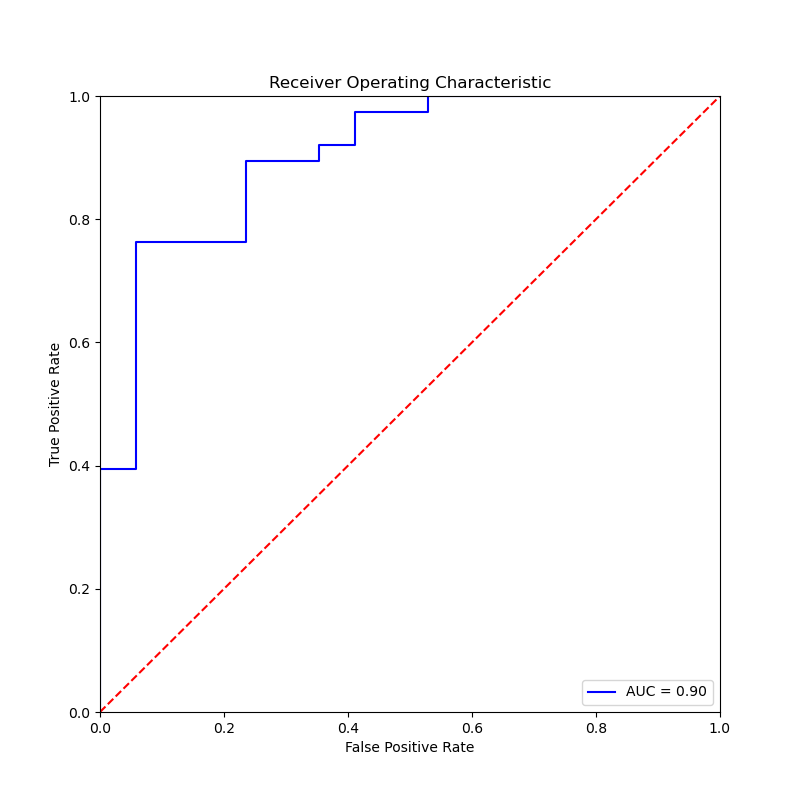 Receiver Operating Characteristic
1.0
0.8
0.6
0.4
0.2
0.0
True Positive Rate
AUC = 0.90
0.0 0.2 0.4 0.6 0.8 1.0
False Positive Rate